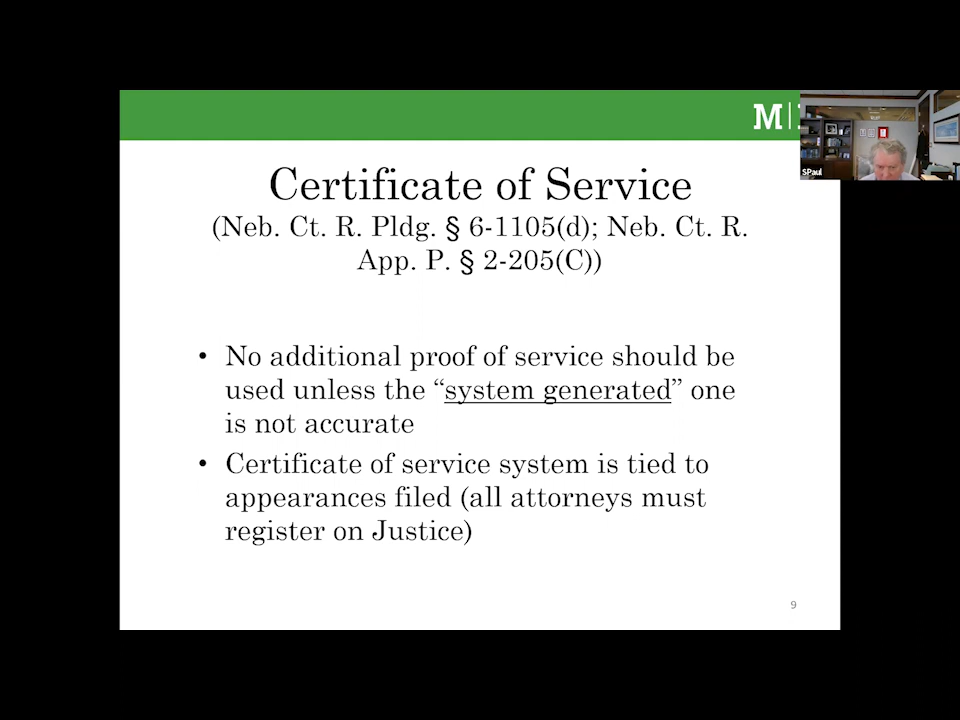 M|
SPaul
Certificate of Service
(Neb. Ct. R. Pldg. § 6-1105(d); Neb. Ct. R.
App. P. § 2-205(C))
• No additional proof of service should be
used unless the “system generated” one
is not accurate
• Certificate of service system is tied to
appearances filed (all attorneys must
register on Justice)
9